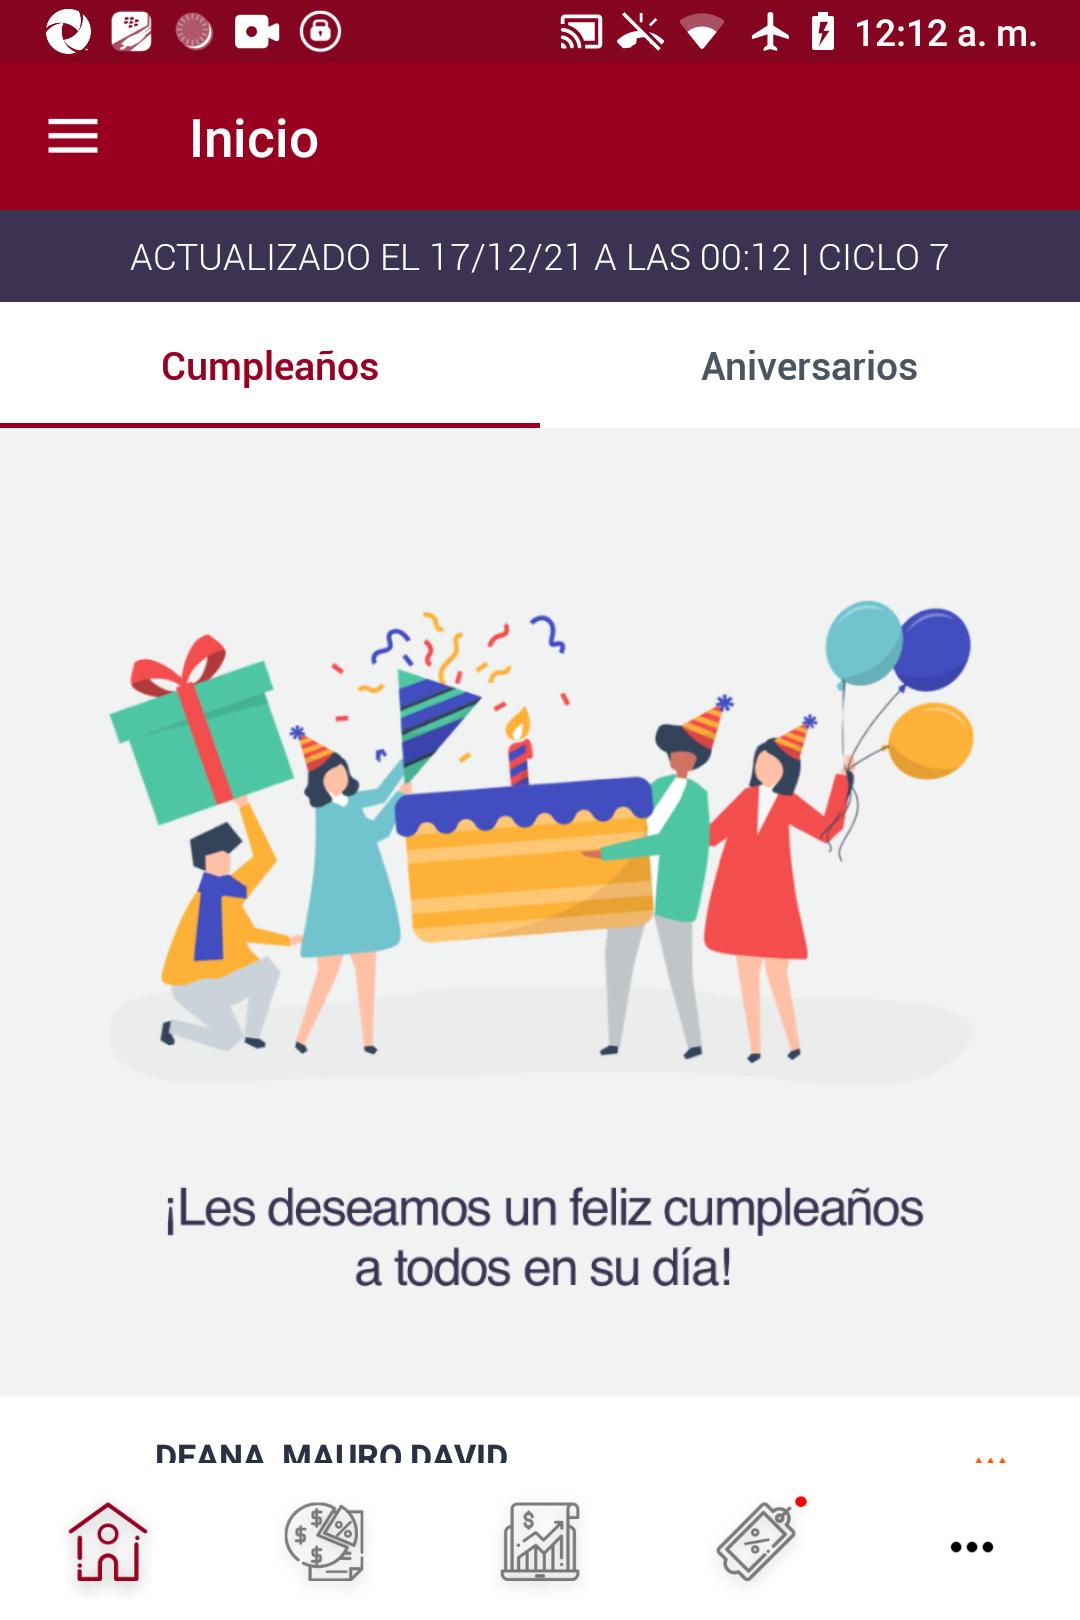 12:12 a. m.
Inicio
ACTUALIZADO EL 17/12/21 A LAS 00:12 | CICLO 7
Cumpleaños
Aniversarios
¡Les deseamos un feliz cumpleaños
a todos en su día!
DEANA, MAURO DAVID